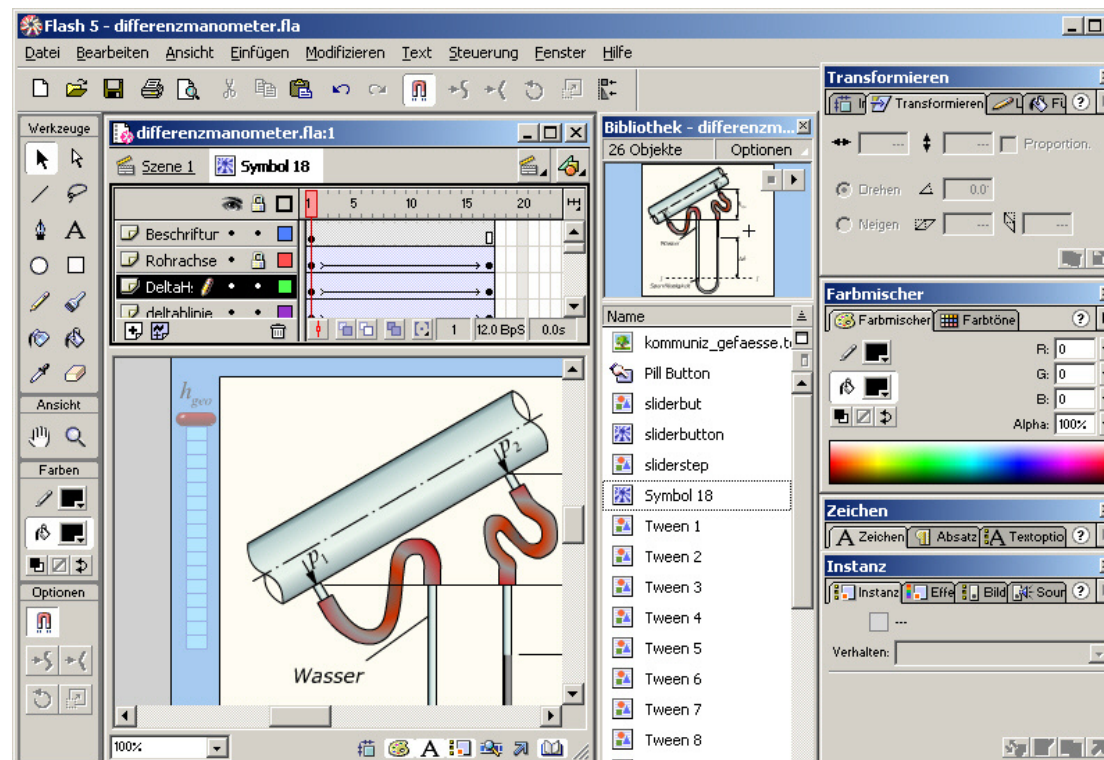 Flash 5 - differenzmanometer.fla
Datei Bearbeiten Ansicht Einfügen Modifizieren Text Steuerung Fenster Hilfe
Werkzeuge
Ansicht
Farben
Optionen
differenzmanometer.fla:1
Szene 1 Symbol 18
1 5 10 15 20
Beschriftur
Rohrachse
DeltaH:
deltahlinie
1 12.0 BpS 0.0s
h geo
p2
p1
Wasser
100%
Bibliothek - differenzm...
26 Objekte Optionen
Wasser
Name
kommuniz_gefaesse.t
Pill Button
sliderbut
sliderbutton
sliderstep
Symbol 18
Tween 1
Tween 2
Tween 3
Tween 4
Tween 5
Tween 6
Tween 7
Tween 8
Transformieren
Ir Transformieren L Fü ?
--- --- Proportion.
Drehen 0.0°
Neigen --- ---
Farbmischer
Farbmischer Farbtöne ?
R: 0
G: 0
B: 0
Alpha: 100%
Zeichen
A Zeichen Absatz A Textoptio ?
Instanz
Instanz Effe Bild Sour ?
---
Verhalten: